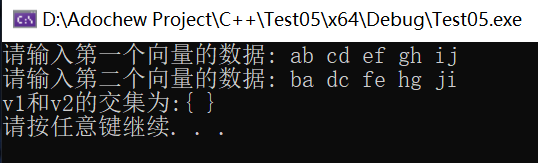 D:\Adochew Project\C++\Test05\x64\Debug\Test05.exe
请输入第一个向量的数据: ab cd ef gh ij
请输入第二个向量的数据: ba dc fe hg ji
v1和v2的交集为:{ }
请按任意键继续. . .